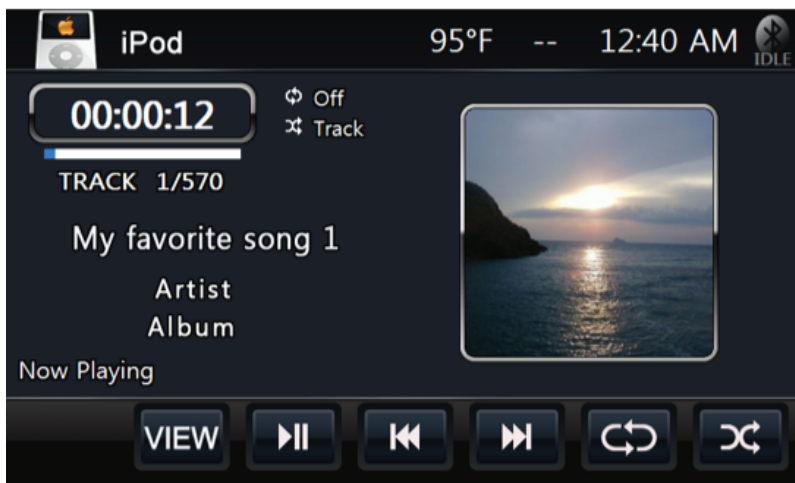 iPod 95°F -- 12:40 AM
IDLE
00:00:12
Off
Track
TRACK 1/570
My favorite song 1
Artist
Album
Now Playing
VIEW